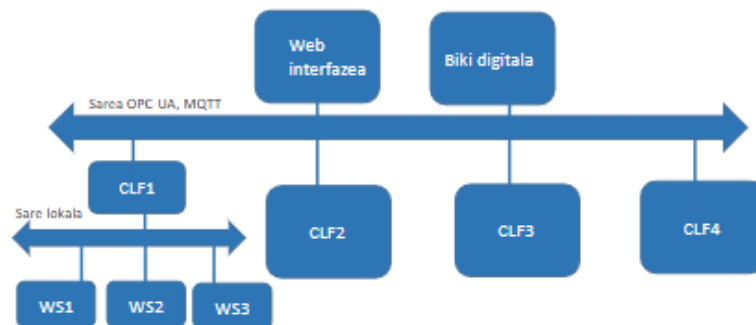 Web
interfazea
Biki digitala
Sarea OPC-UA, MQTT
CLF1
Sare lokala
CLF2
CLF3
CLF4
WS1
WS2
WS3